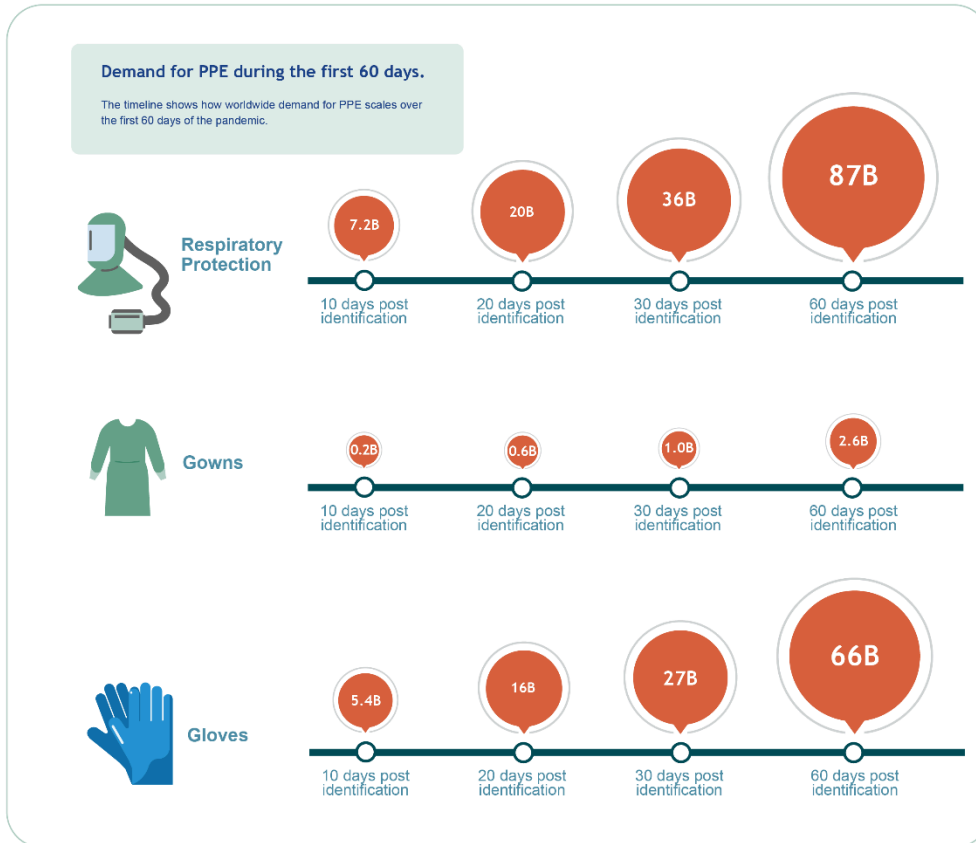 Demand for PPE during the first 60 days.
The timeline shows how worldwide demand for PPE scales over
the first 60 days of the pandemic.
Respiratory
Protection
7.2B
20B
36B
87B
10 days post
identification
20 days post
identification
30 days post
identification
60 days post
identification
Gowns
0.2B
0.6B
1.0B
2.6B
10 days post
identification
20 days post
identification
30 days post
identification
60 days post
identification
Gloves
5.4B
16B
27B
66B
10 days post
identification
20 days post
identification
30 days post
identification
60 days post
identification